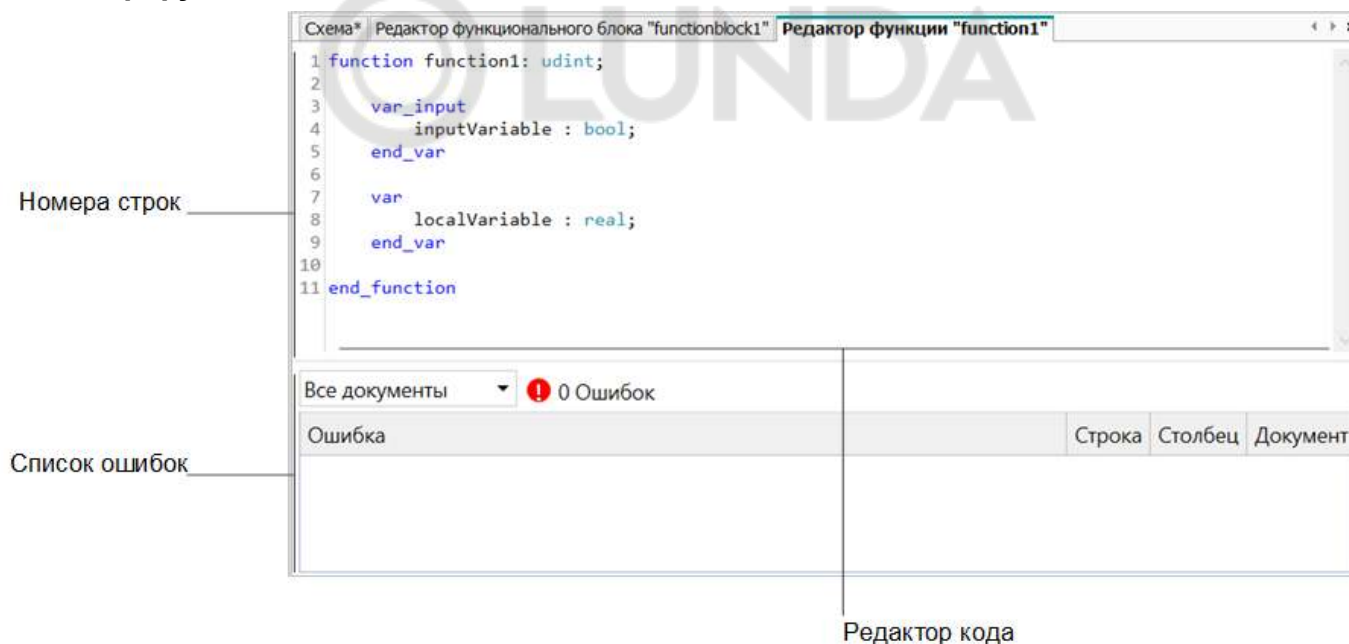 LUNDA
Схема* Редактор функционального блока "functionblock1" Редактор функции "function1"
1 function function1: udint;
2
3 var_input
4 inputVariable : bool;
5 end_var
6
7 var
8 localVariable : real;
9 end_var
10
11 end_function
Номера строк
Все документы 0 Ошибок
Ошибка Строка Столбец Документ
Список ошибок
Редактор кода